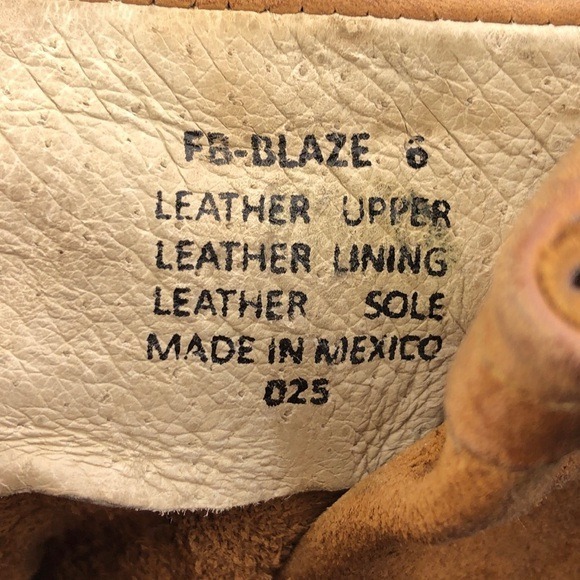 FB-BLAZE 6
LEATHER UPPER
LEATHER LINING
LEATHER SOLE
MADE IN MEXICO
025